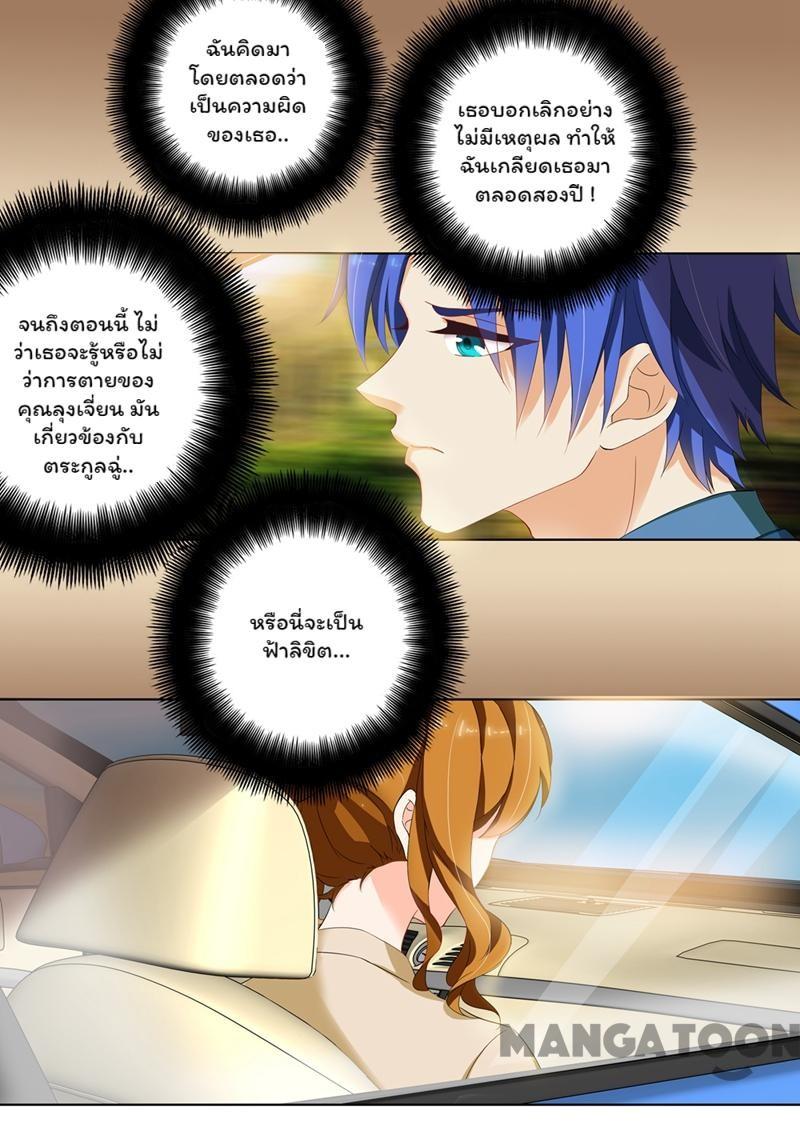 ฉันคิดมา
โดยตลอดว่า
เป็นความผิด
ของเธอ..
เธอบอกเลิกอย่าง
ไม่มีเหตุผล ทำให้
ฉันเกลียดเธอมา
ตลอดสองปี !
จนถึงตอนนี้ ไม่
ว่าเธอจะรู้หรือไม่
ว่าการตายของ
คุณลุงเจี่ยน มัน
เกี่ยวข้องกับ
ตระกูลฉู่..
หรือนี่จะเป็น
ฟ้าลิขิต...
MANGATOON